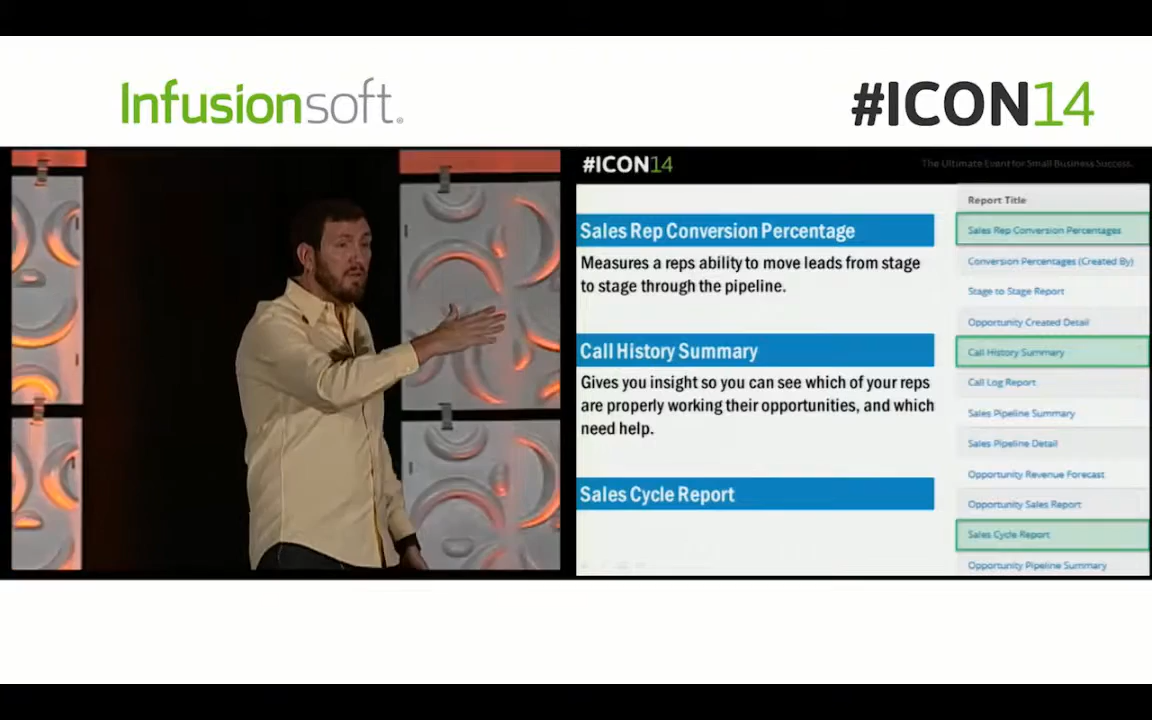 Infusionsoft.
#ICON14
#ICON14
The Ultimate Event for Small Business Success.
Sales Rep Conversion Percentage
Measures a reps ability to move leads from stage
to stage through the pipeline.
Call History Summary
Gives you insight so you can see which of your reps
are properly working their opportunities, and which
need help.
Sales Cycle Report
Report Title
Sales Rep Conversion Percentages
Conversion Percentages (Created By)
Stage to Stage Report
Opportunity Created Detail
Call History Summary
Call Log Report
Sales Pipeline Summary
Sales Pipeline Detail
Opportunity Revenue Forecast
Opportunity Sales Report
Sales Cycle Report
Opportunity Pipeline Summary